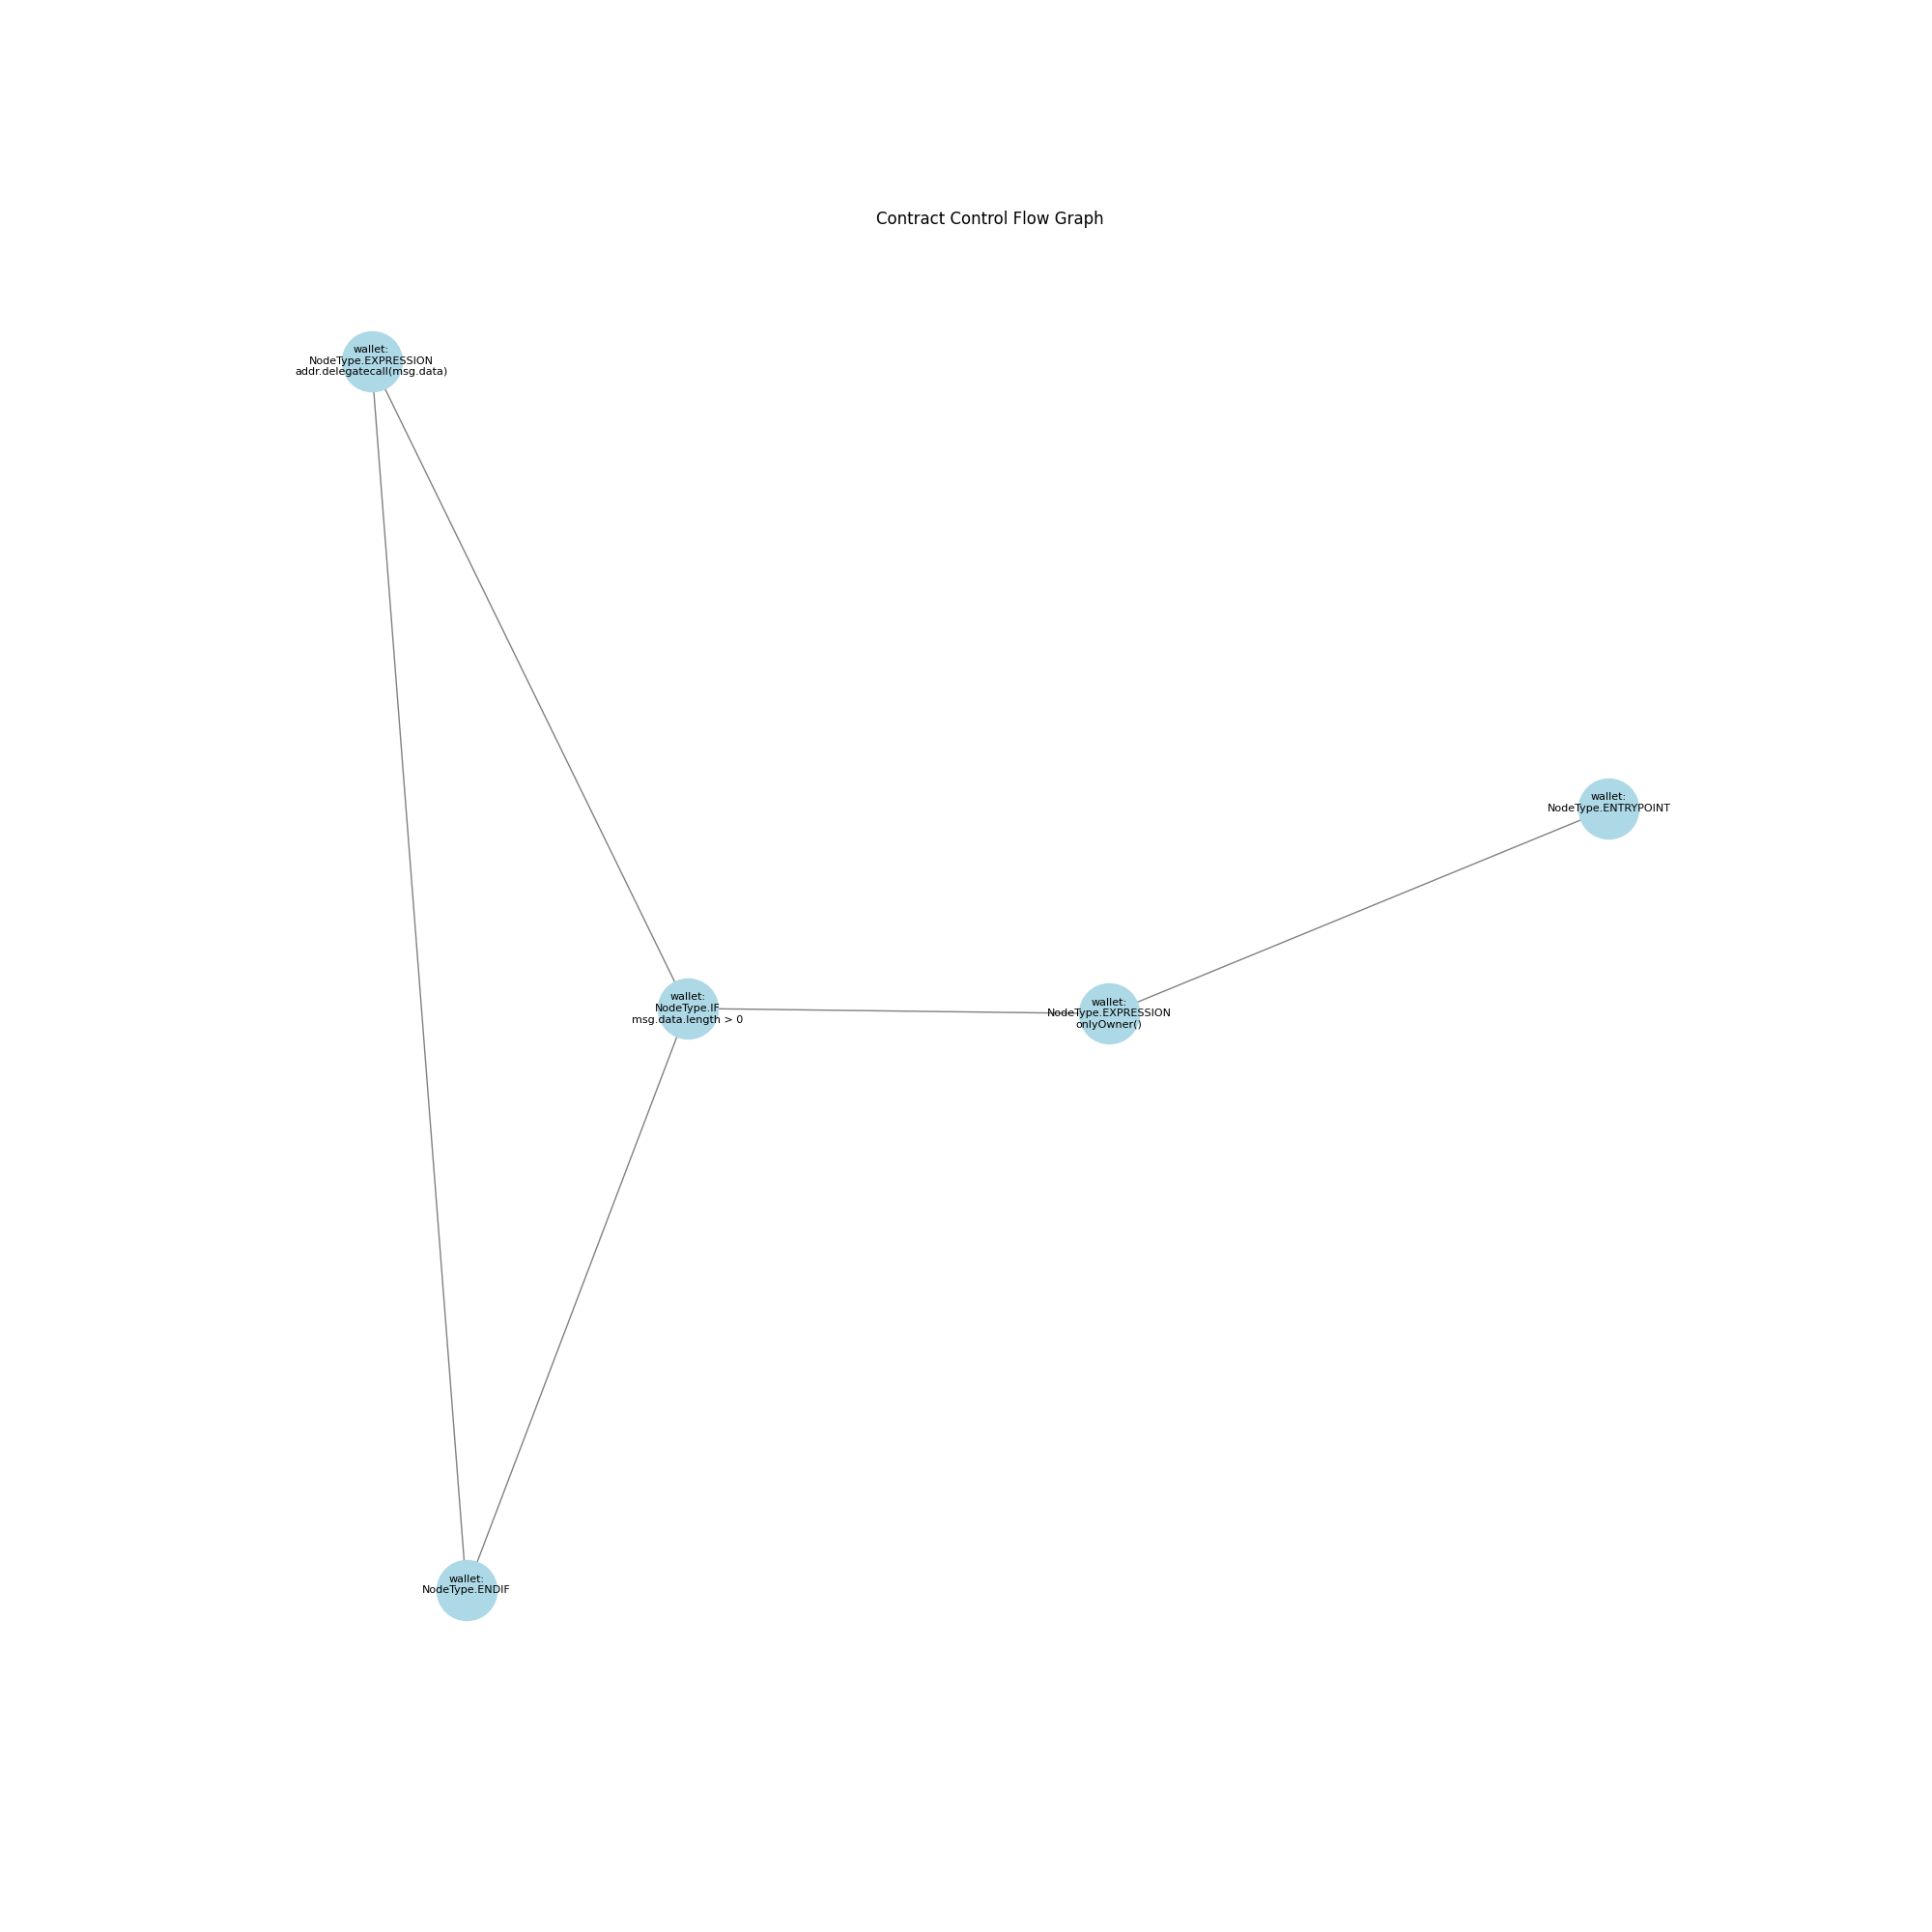 Contract Control Flow Graph
wallet:
NodeType.EXPRESSION
addr.delegatecall(msg.data)
wallet:
NodeType.ENTRYPOINT
wallet:
NodeType.IF
msg.data.length > 0
wallet:
NodeType.EXPRESSION
onlyOwner()
wallet:
NodeType.ENDIF